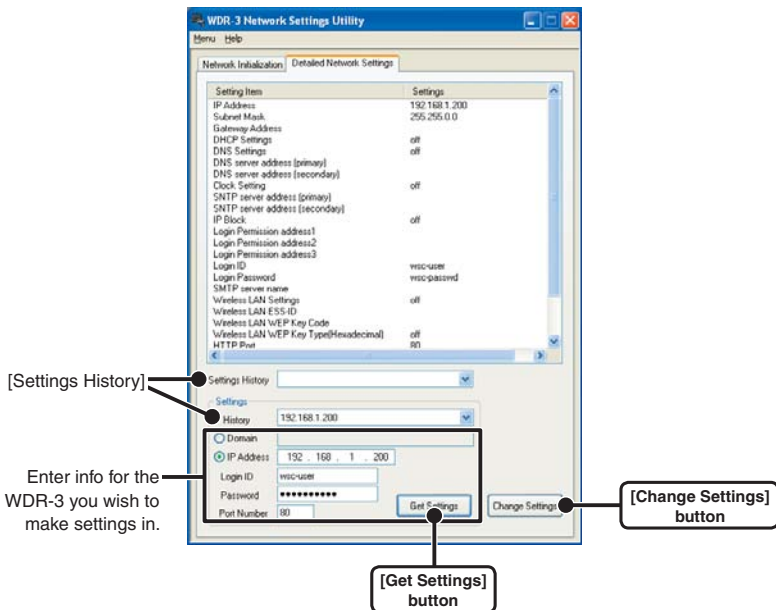 WDR-3 Network Settings Utility
Menu Help
Network Initialization Detailed Network Settings
Setting Item Settings
IP Address 192.168.1.200
Subnet Mask 255.255.0.0
Gateway Address
DHCP Settings off
DNS Settings off
DNS server address (primary)
DNS server address (secondary)
Clock Setting off
SNTP server address (primary)
SNTP server address (secondary)
IP Block off
Login Permission address1
Login Permission address2
Login Permission address3
Login ID wsc-user
Login Password wsc-passwd
SMTP server name
Wireless LAN Settings off
Wireless LAN ESS-ID
Wireless LAN WEP Key Code
Wireless LAN WEP Key Type(Hexadecimal) off
HTTP Port 80
[Settings History]
Settings History
Settings
History 192.168.1.200
Domain
IP Address 192 . 168 . 1 . 200
Login ID wsc-user
Password ●●●●●●●●●●
Port Number 80
Get Settings
Change Settings
Enter info for the
WDR-3 you wish to
make settings in.
[Change Settings]
button
[Get Settings]
button